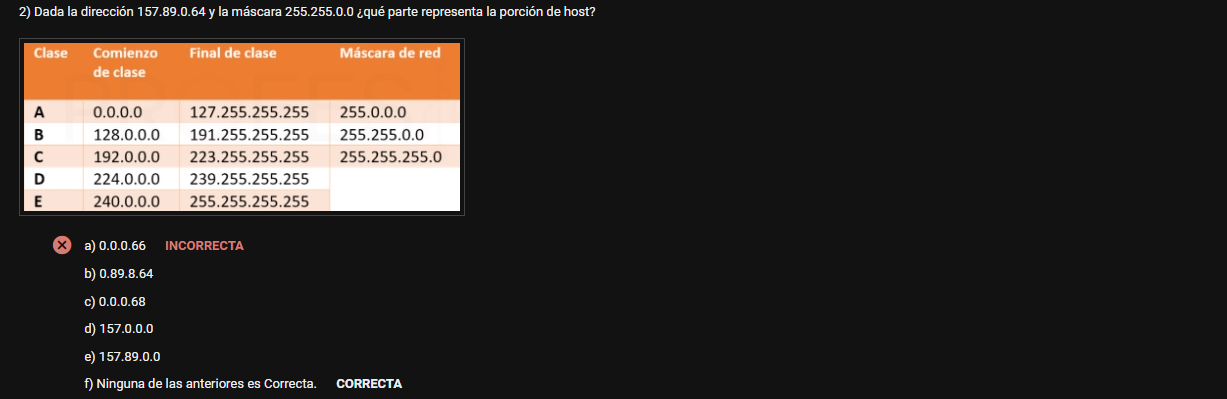 2) Dada la dirección 157.89.0.64 y la máscara 255.255.0.0 ¿qué parte representa la porción de host?
Clase Comienzo de clase Final de clase Máscara de red
A 0.0.0.0 127.255.255.255 255.0.0.0
B 128.0.0.0 191.255.255.255 255.255.0.0
C 192.0.0.0 223.255.255.255 255.255.255.0
D 224.0.0.0 239.255.255.255
E 240.0.0.0 255.255.255.255
a) 0.0.0.66 INCORRECTA
b) 0.89.8.64
c) 0.0.0.68
d) 157.0.0.0
e) 157.89.0.0
f) Ninguna de las anteriores es Correcta. CORRECTA